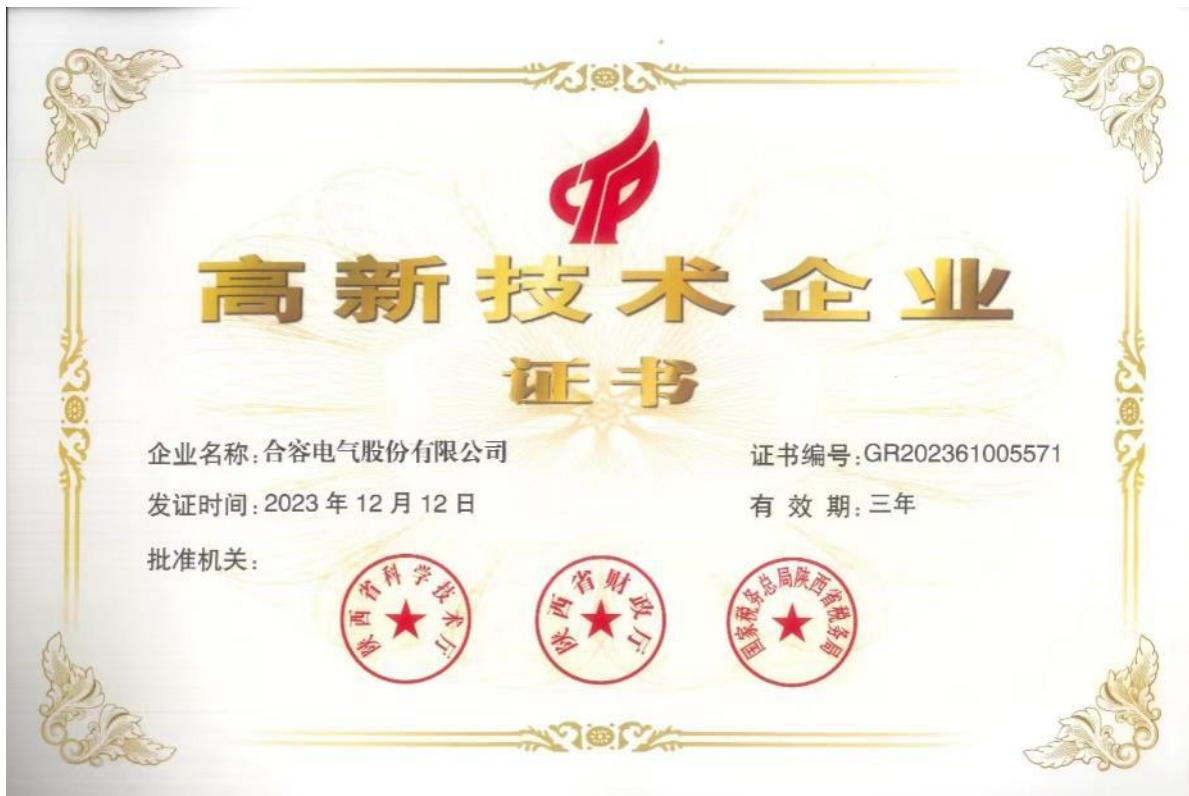 CTP
高新技术企业
证书
企业名称:合容电气股份有限公司
证书编号:GR202361005571
发证时间:2023年12月12日
有效期:三年
批准机关:
陕西省科学技术厅
陕西省财政厅
国家税务总局陕西省税务局